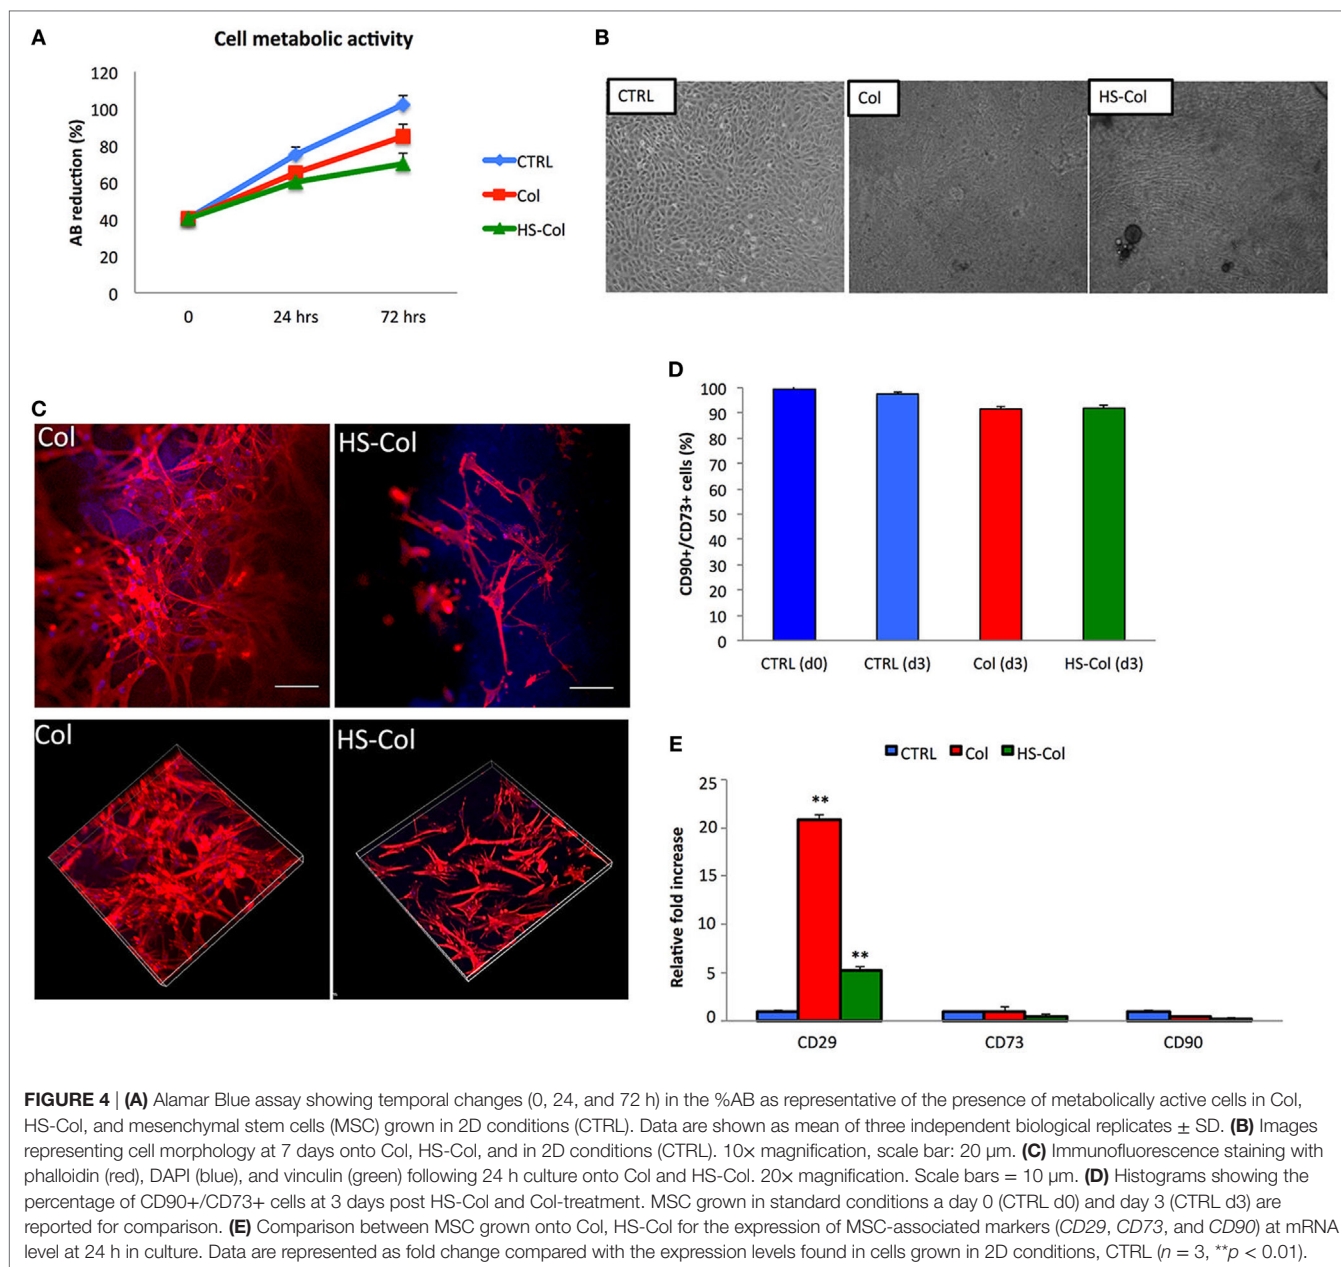 A
Cell metabolic activity
120
100
80
60
40
20
0
AB reduction (%)
0 24 hrs 72 hrs
CTRL
Col
HS-Col
B
CTRL
Col
HS-Col
C
Col
HS-Col
Col
HS-Col
D
100
90
80
70
60
50
40
30
20
10
0
CD90+/CD73+ cells (%)
CTRL (d0) CTRL (d3) Col (d3) HS-Col (d3)
E
CTRL Col HS-Col
25
20
15
10
5
0
Relative fold increase
**
**
CD29 CD73 CD90
FIGURE 4 | (A) Alamar Blue assay showing temporal changes (0, 24, and 72 h) in the %AB as representative of the presence of metabolically active cells in Col,
HS-Col, and mesenchymal stem cells (MSC) grown in 2D conditions (CTRL). Data are shown as mean of three independent biological replicates ± SD. (B) Images
representing cell morphology at 7 days onto Col, HS-Col, and in 2D conditions (CTRL). 10× magnification, scale bar: 20 μm. (C) Immunofluorescence staining with
phalloidin (red), DAPI (blue), and vinculin (green) following 24 h culture onto Col and HS-Col. 20× magnification. Scale bars = 10 μm. (D) Histograms showing the
percentage of CD90+/CD73+ cells at 3 days post HS-Col and Col-treatment. MSC grown in standard conditions a day 0 (CTRL d0) and day 3 (CTRL d3) are
reported for comparison. (E) Comparison between MSC grown onto Col, HS-Col for the expression of MSC-associated markers (CD29, CD73, and CD90) at mRNA
level at 24 h in culture. Data are represented as fold change compared with the expression levels found in cells grown in 2D conditions, CTRL (n = 3, **p < 0.01).